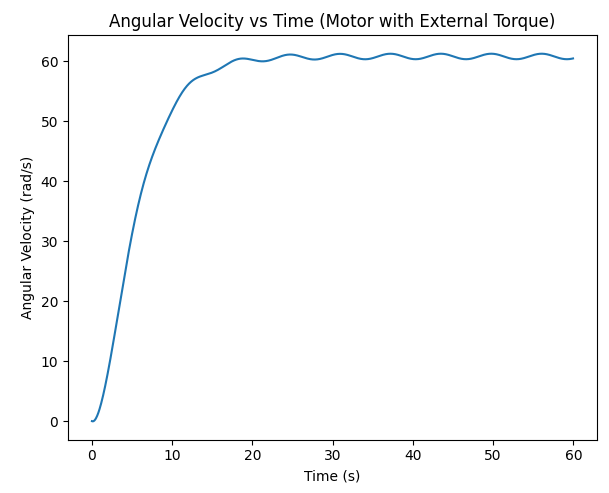 Angular Velocity vs Time (Motor with External Torque)
Angular Velocity (rad/s)
60
50
40
30
20
10
0
0 10 20 30 40 50 60
Time (s)